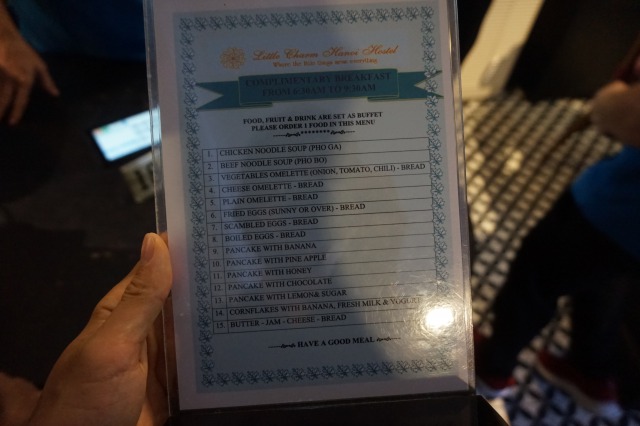 Little Charm Hanoi Hostel
COMPLIMENTARY BREAKFAST
FROM 6:30AM TO 9:30AM
FOOD, FRUIT & DRINK ARE SET AS BUFFET
PLEASE ORDER 1 FOOD IN THIS MENU
1. CHICKEN NOODLE SOUP (PHO GA)
2. BEEF NOODLE SOUP (PHO BO)
3. VEGETABLES OMELETTE (ONION, TOMATO, CHILI) - BREAD
4. CHEESE OMELETTE - BREAD
5. PLAIN OMELETTE - BREAD
6. FRIED EGGS (SUNNY OR OVER) - BREAD
7. SCAMBLED EGGS - BREAD
8. BOILED EGGS - BREAD
9. PANCAKE WITH BANANA
10. PANCAKE WITH PINE APPLE
11. PANCAKE WITH HONEY
12. PANCAKE WITH CHOCOLATE
13. PANCAKE WITH LEMON& SUGAR
14. CORNFLAKES WITH BANANA, FRESH MILK & YOGURT
15. BUTTER - JAM - CHEESE - BREAD
HAVE A GOOD MEAL